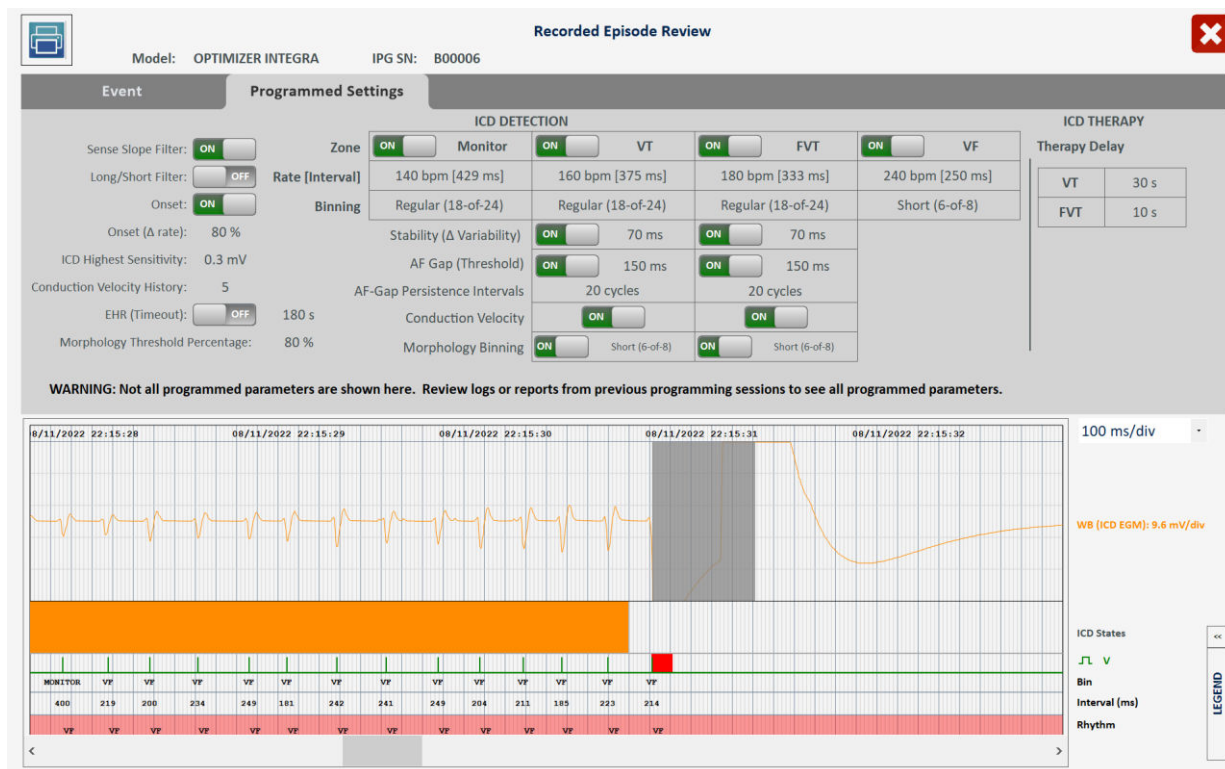 Recorded Episode Review
Model: OPTIMIZER INTEGRA IPG SN: B00006
Event Programmed Settings
ICD DETECTION ICD THERAPY
Sense Slope Filter: ON Zone ON Monitor ON VT ON FVT ON VF Therapy Delay
Long/Short Filter: OFF Rate [Interval] 140 bpm [429 ms] 160 bpm [375 ms] 180 bpm [333 ms] 240 bpm [250 ms] VT 30 s
Onset: ON Binning Regular (18-of-24) Regular (18-of-24) Regular (18-of-24) Short (6-of-8) FVT 10 s
Onset (Δ rate): 80 % Stability (Δ Variability) ON 70 ms ON 70 ms
ICD Highest Sensitivity: 0.3 mV AF Gap (Threshold) ON 150 ms ON 150 ms
Conduction Velocity History: 5 AF-Gap Persistence Intervals 20 cycles 20 cycles
EHR (Timeout): OFF 180 s Conduction Velocity ON ON
Morphology Threshold Percentage: 80 % Morphology Binning ON Short (6-of-8) ON Short (6-of-8)
WARNING: Not all programmed parameters are shown here. Review logs or reports from previous programming sessions to see all programmed parameters.
8/11/2022 22:15:28 08/11/2022 22:15:29 08/11/2022 22:15:30 08/11/2022 22:15:31 08/11/2022 22:15:32 100 ms/div
WB (ICD EGM): 9.6 mV/div
ICD States <<
V
MONITOR VF VF VF VF VF VF VF VF VF VF VF VF VF Bin
400 219 200 234 249 181 242 241 249 204 211 185 223 214 Interval (ms)
VF VF VF VF VF VF VF VF VF VF VF VF VF VF Rhythm
LEGEND
< >